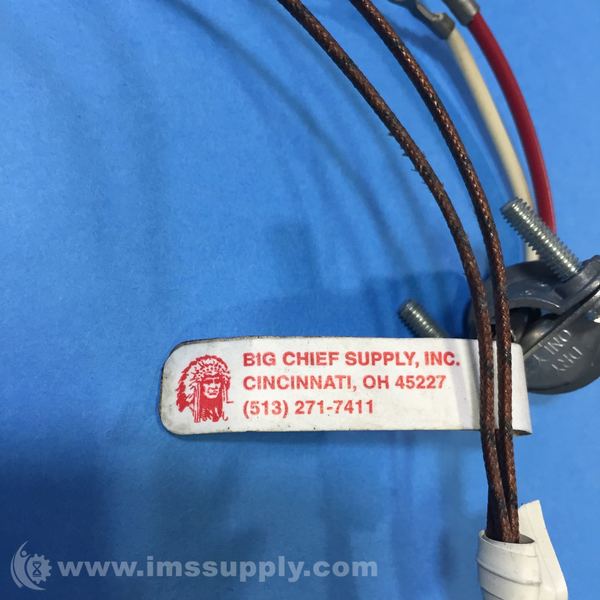 BIG CHIEF SUPPLY, INC.
CINCINNATI, OH 45227
(513) 271-7411
www.imssupply.com